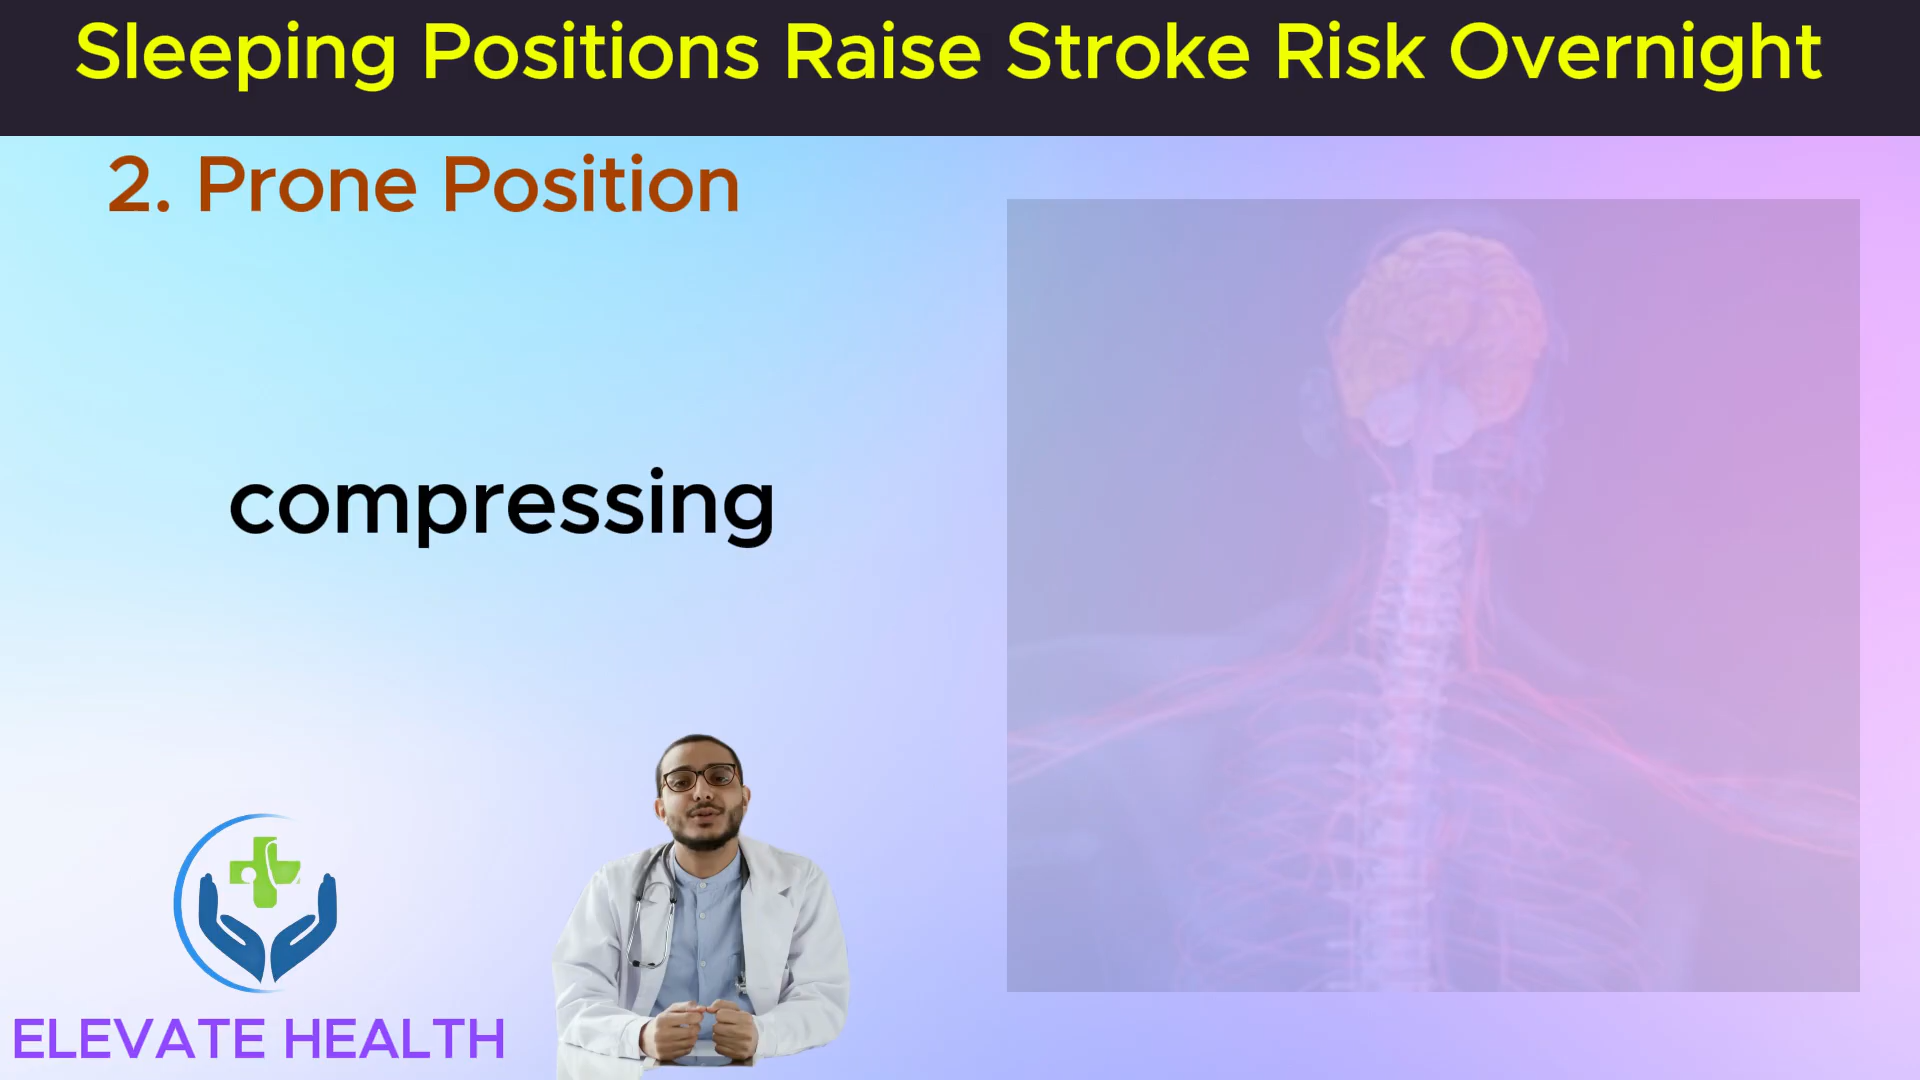 Sleeping Positions Raise Stroke Risk Overnight
2. Prone Position
compressing
ELEVATE HEALTH